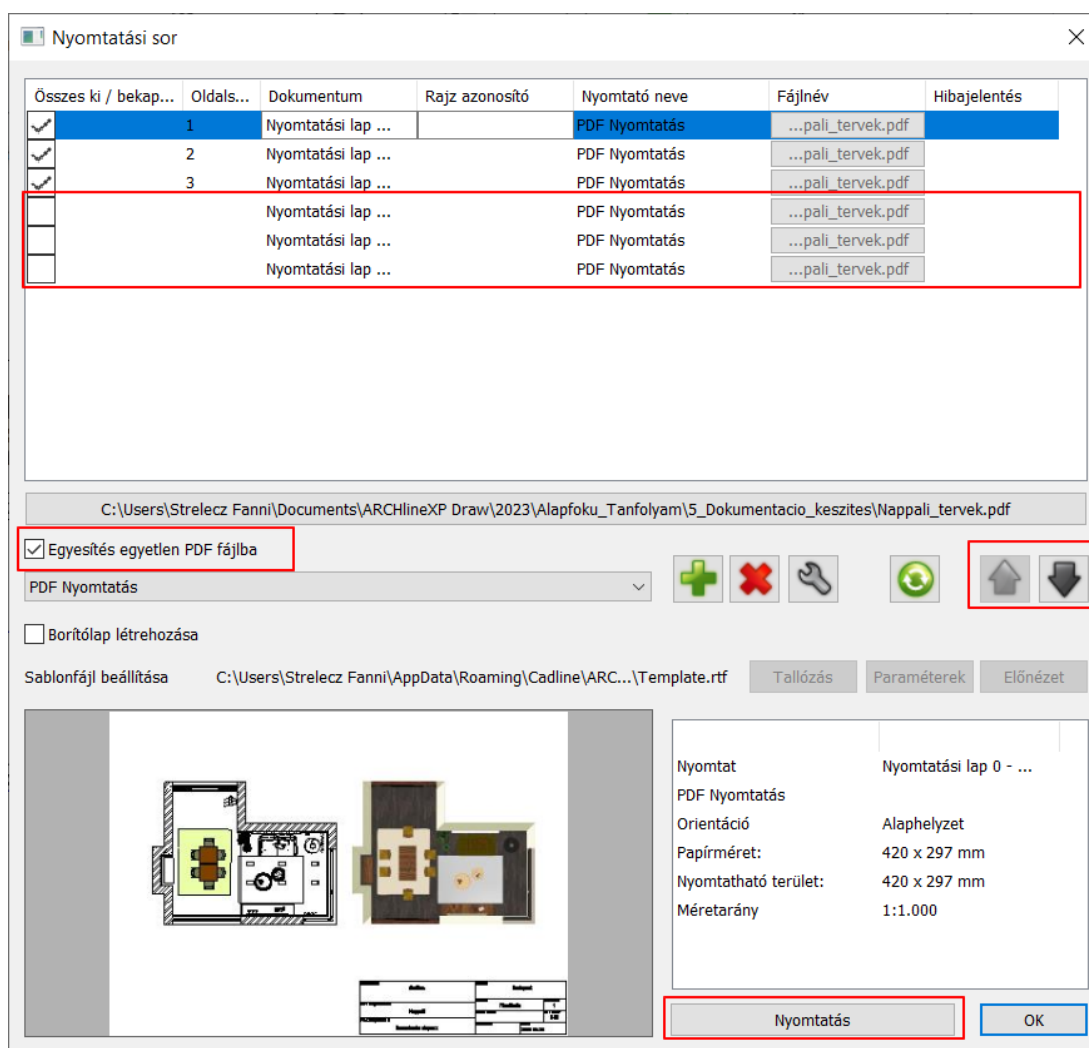 Nyomtatási sor
Összes ki / bekap... Oldals... Dokumentum Rajz azonosító Nyomtató neve Fájlnév Hibajelentés
1 Nyomtatási lap ... PDF Nyomtatás ...pali_tervek.pdf
2 Nyomtatási lap ... PDF Nyomtatás ...pali_tervek.pdf
3 Nyomtatási lap ... PDF Nyomtatás ...pali_tervek.pdf
Nyomtatási lap ... PDF Nyomtatás ...pali_tervek.pdf
Nyomtatási lap ... PDF Nyomtatás ...pali_tervek.pdf
Nyomtatási lap ... PDF Nyomtatás ...pali_tervek.pdf
C:\Users\Strelecz Fanni\Documents\ARCHlineXP Draw\2023\Alapfoku_Tanfolyam\5_Dokumentacio_keszites\Nappali_tervek.pdf
Egyesítés egyetlen PDF fájlba
PDF Nyomtatás
Borítólap létrehozása
Sablonfájl beállítása C:\Users\Strelecz Fanni\AppData\Roaming\Cadline\ARC...\Template.rtf Tallózás Paraméterek Előnézet
Nyomtat Nyomtatási lap 0 - ...
PDF Nyomtatás
Orientáció Alaphelyzet
Papírméret: 420 x 297 mm
Nyomtatható terület: 420 x 297 mm
Méretarány 1:1.000
Nyomtatás OK